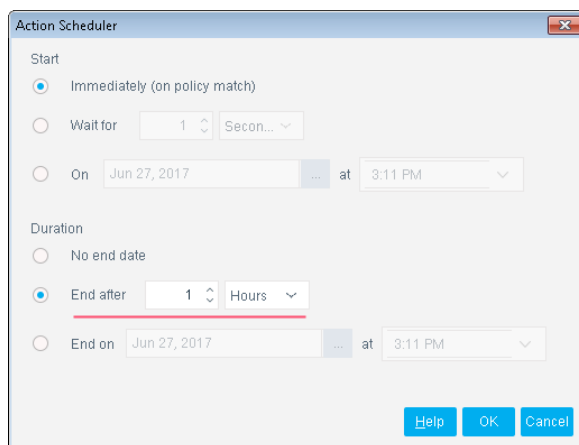 Action Scheduler
Start
Immediately (on policy match)
Wait for 1 Secon...
On Jun 27, 2017 ... at 3:11 PM
Duration
No end date
End after 1 Hours
End on Jun 27, 2017 ... at 3:11 PM
Help OK Cancel